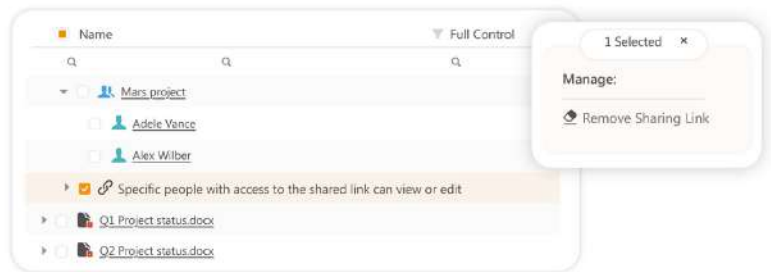 Name
Full Control
Mars project
Adele Vance
Alex Wilber
Specific people with access to the shared link can view or edit
Q1 Project status.docx
Q2 Project status.docx
1 Selected ×
Manage:
Remove Sharing Link